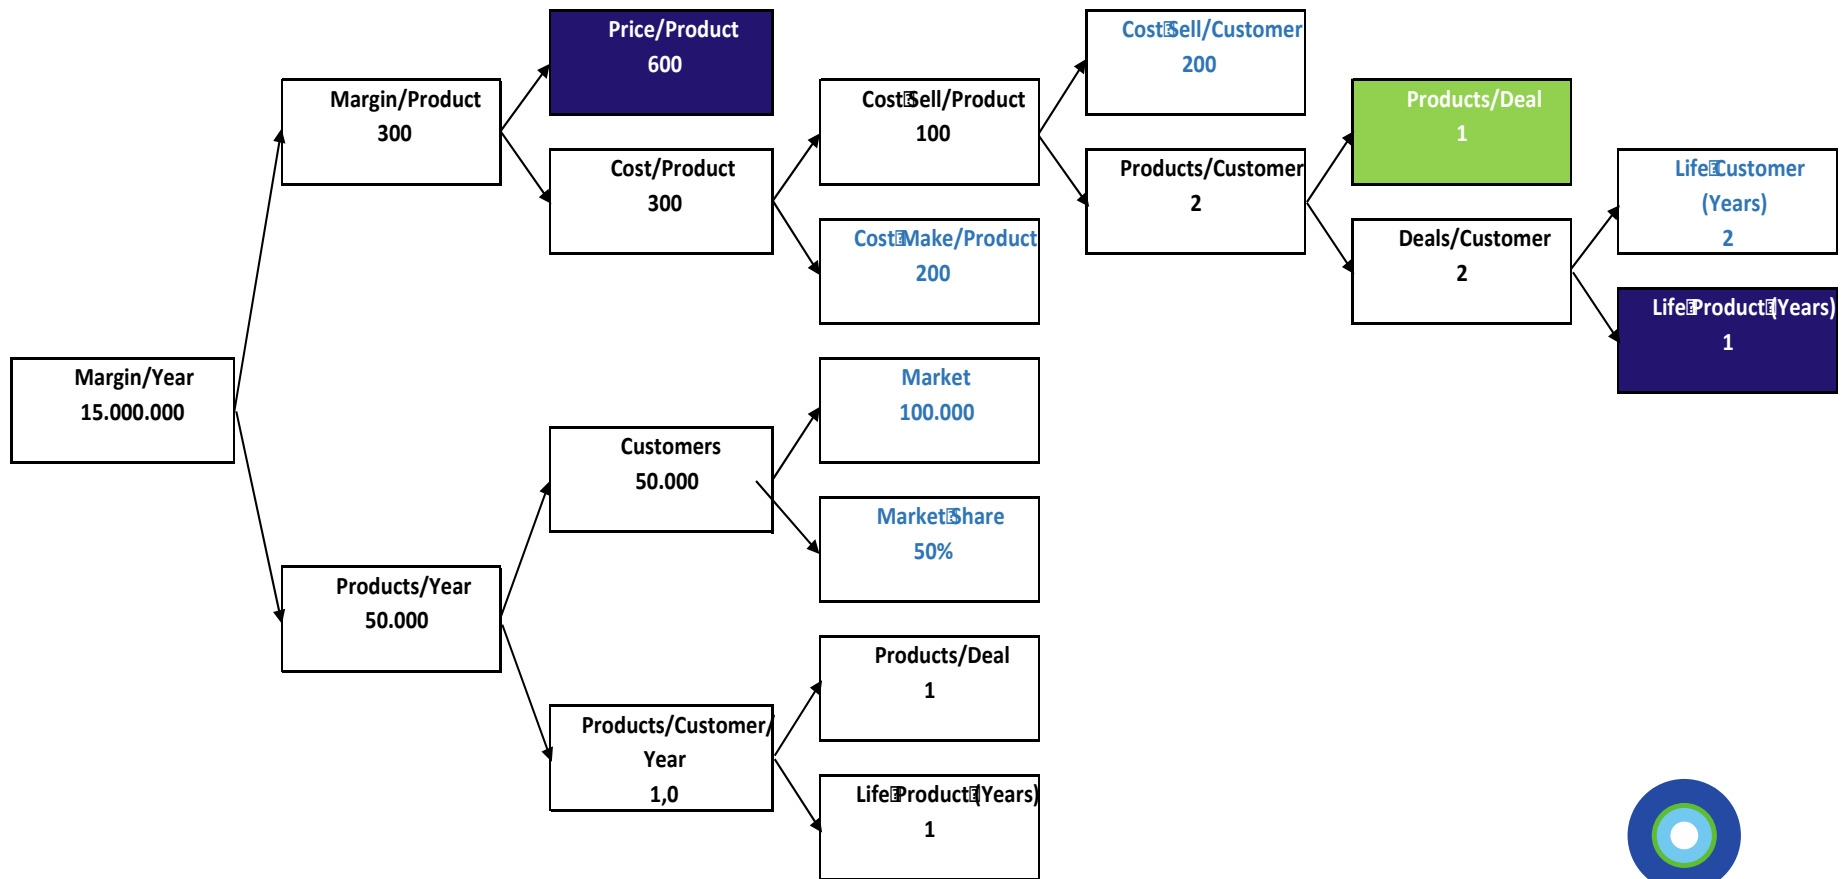 Price/Product
600
Cost Sell/Customer
200
Margin/Product
300
Cost Sell/Product
100
Products/Deal
1
Cost/Product
300
Products/Customer
2
Life Customer
(Years)
2
Cost Make/Product
200
Deals/Customer
2
Life Product (Years)
1
Margin/Year
15.000.000
Market
100.000
Customers
50.000
Market Share
50%
Products/Year
50.000
Products/Deal
1
Products/Customer/
Year
1,0
Life Product (Years)
1